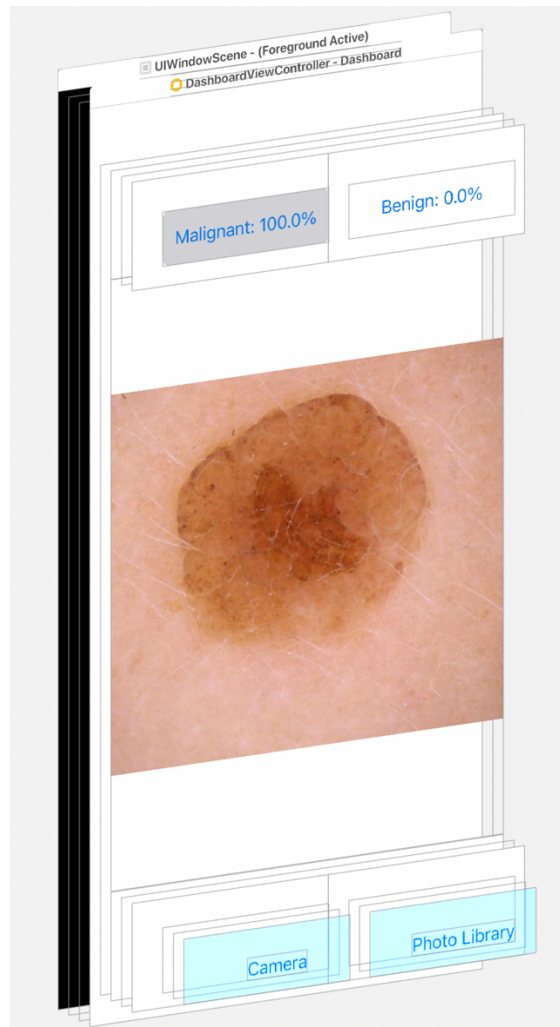 UIWindowScene - (Foreground Active)
DashboardViewController - Dashboard
Malignant: 100.0%
Benign: 0.0%
Camera
Photo Library